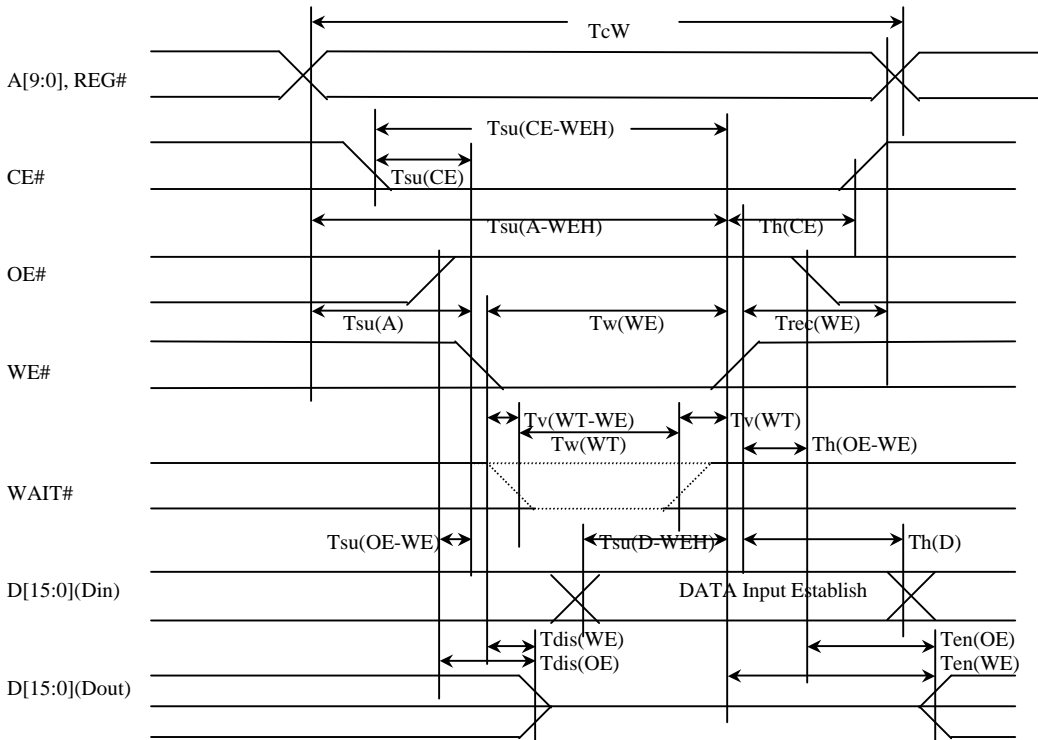 TcW
A[9:0], REG#
Tsu(CE-WEH)
CE#
Tsu(CE)
Tsu(A-WEH)
Th(CE)
OE#
Tsu(A)
Tw(WE)
Trec(WE)
WE#
Tv(WT-WE)
Tv(WT)
Tw(WT)
Th(OE-WE)
WAIT#
Tsu(OE-WE)
Tsu(D-WEH)
Th(D)
D[15:0](Din)
DATA Input Establish
Tdis(WE)
Ten(OE)
Tdis(OE)
Ten(WE)
D[15:0](Dout)